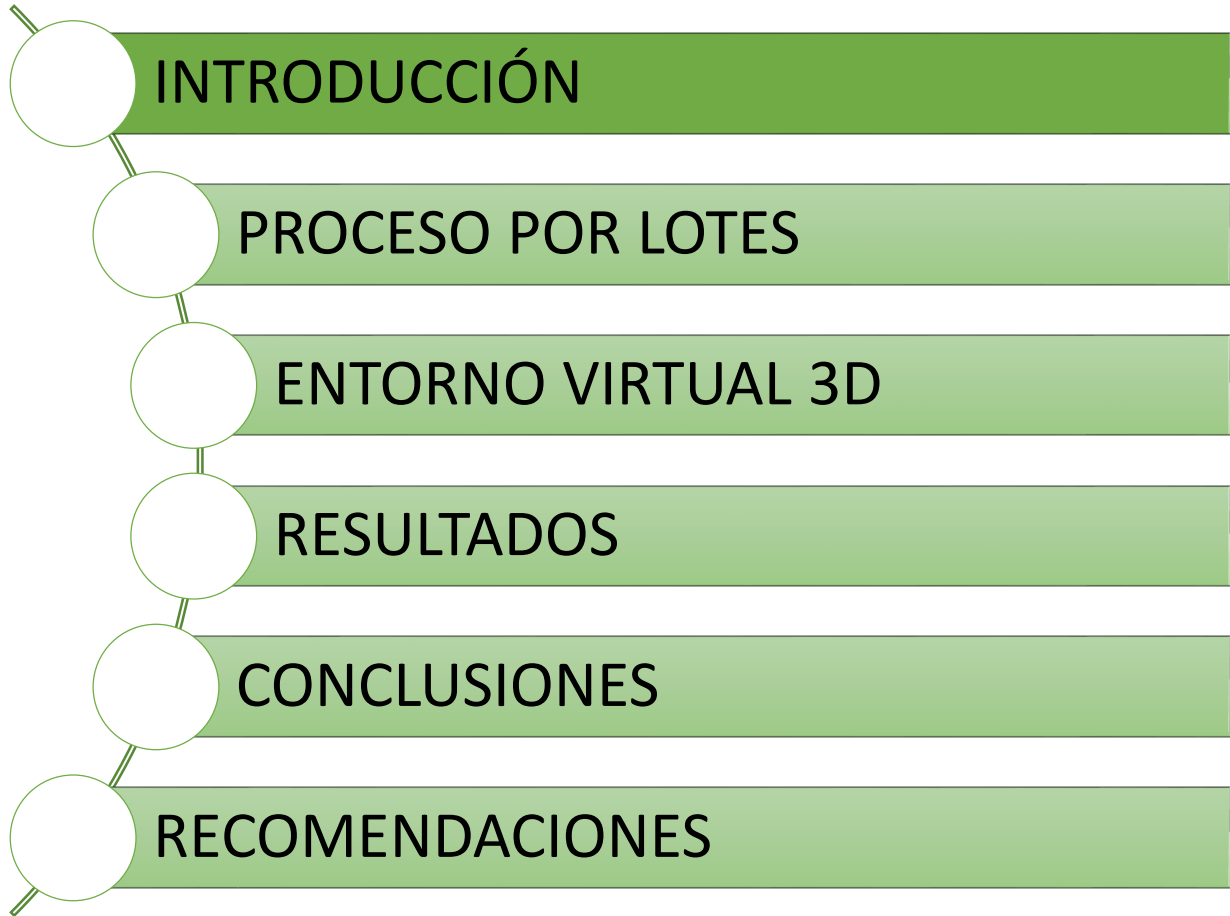 INTRODUCCIÓN
PROCESO POR LOTES
ENTORNO VIRTUAL 3D
RESULTADOS
CONCLUSIONES
RECOMENDACIONES